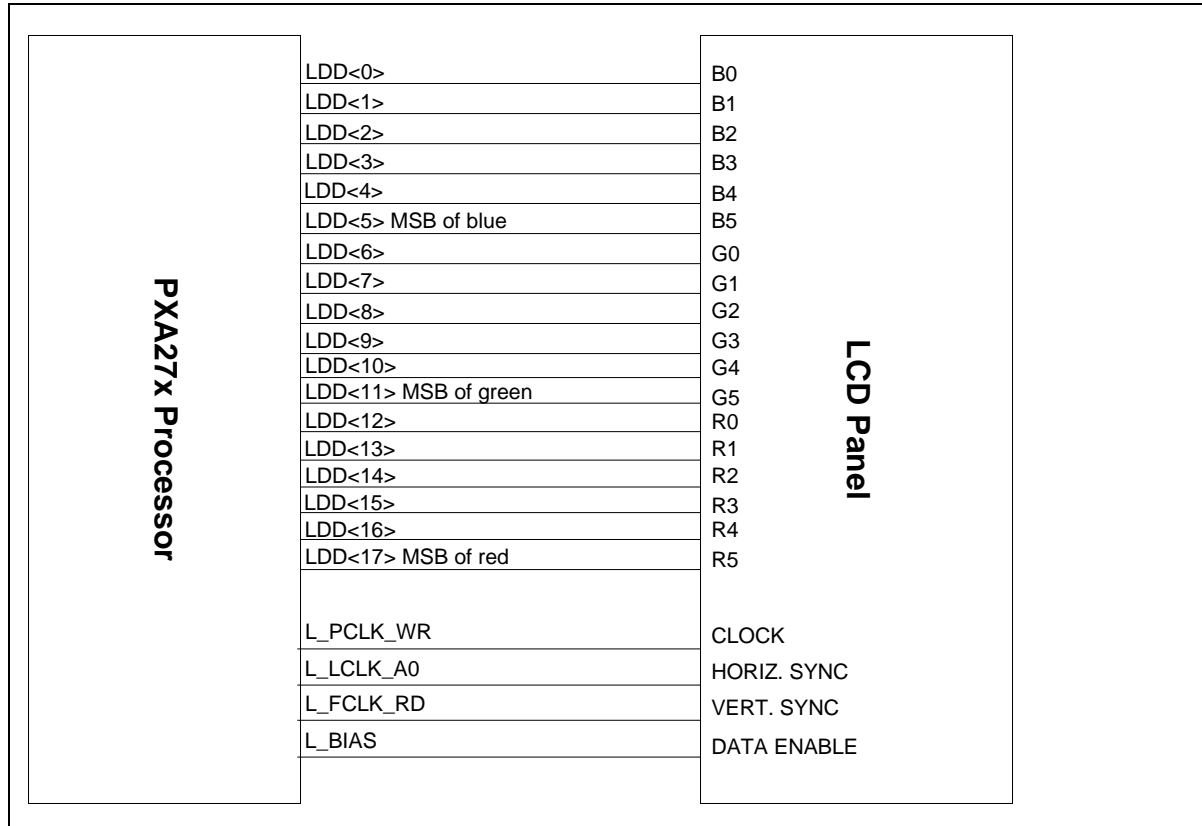 LDD<0> B0
LDD<1> B1
LDD<2> B2
LDD<3> B3
LDD<4> B4
LDD<5> MSB of blue B5
LDD<6> G0
LDD<7> G1
LDD<8> G2
LDD<9> G3
LDD<10> G4
LDD<11> MSB of green G5
LDD<12> R0
LDD<13> R1
LDD<14> R2
LDD<15> R3
LDD<16> R4
LDD<17> MSB of red R5
L_PCLK_WR CLOCK
L_LCLK_A0 HORIZ. SYNC
L_FCLK_RD VERT. SYNC
L_BIAS DATA ENABLE
PXA27x Processor
LCD Panel